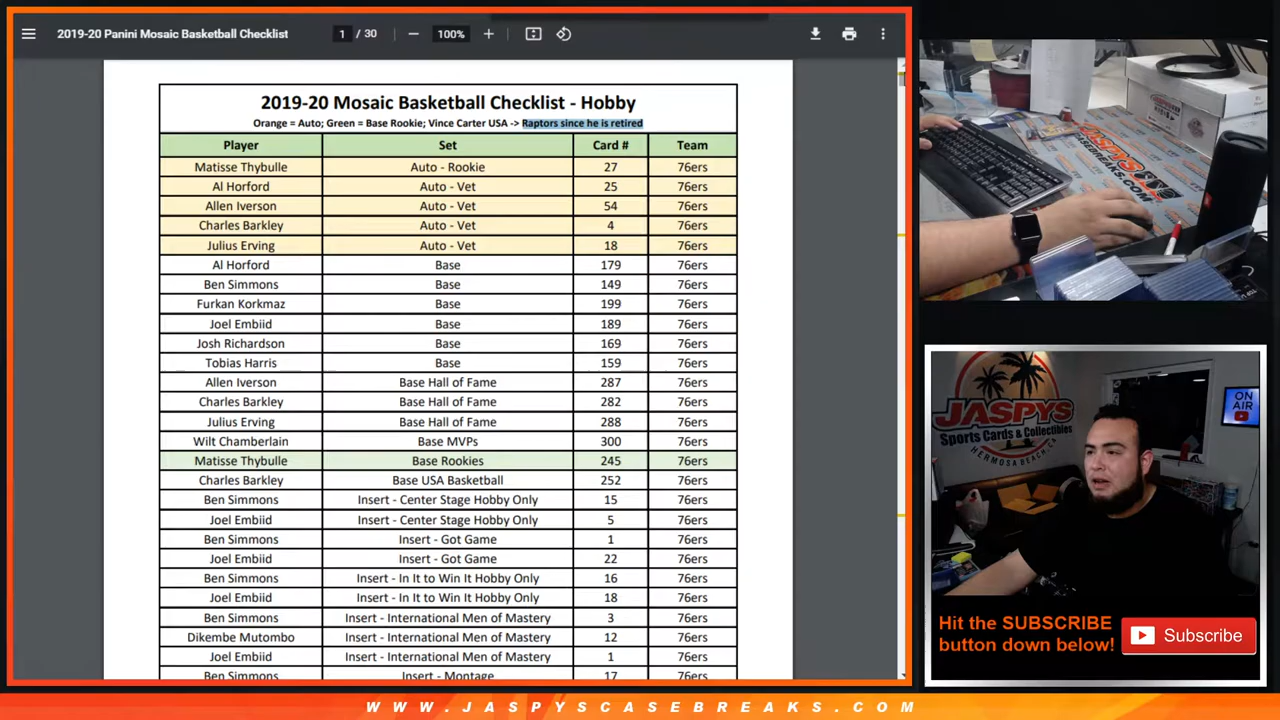 2019-20 Panini Mosaic Basketball Checklist
1 / 30
100%
2019-20 Mosaic Basketball Checklist - Hobby
Orange = Auto; Green = Base Rookie; Vince Carter USA -> Raptors since he is retired
Player Set Card # Team
Matisse Thybulle Auto - Rookie 27 76ers
Al Horford Auto - Vet 25 76ers
Allen Iverson Auto - Vet 54 76ers
Charles Barkley Auto - Vet 4 76ers
Julius Erving Auto - Vet 18 76ers
Al Horford Base 179 76ers
Ben Simmons Base 149 76ers
Furkan Korkmaz Base 199 76ers
Joel Embiid Base 189 76ers
Josh Richardson Base 169 76ers
Tobias Harris Base 159 76ers
Allen Iverson Base Hall of Fame 287 76ers
Charles Barkley Base Hall of Fame 282 76ers
Julius Erving Base Hall of Fame 288 76ers
Wilt Chamberlain Base MVPs 300 76ers
Matisse Thybulle Base Rookies 245 76ers
Charles Barkley Base USA Basketball 252 76ers
Ben Simmons Insert - Center Stage Hobby Only 15 76ers
Joel Embiid Insert - Center Stage Hobby Only 5 76ers
Ben Simmons Insert - Got Game 1 76ers
Joel Embiid Insert - Got Game 22 76ers
Ben Simmons Insert - In It to Win It Hobby Only 16 76ers
Joel Embiid Insert - In It to Win It Hobby Only 18 76ers
Ben Simmons Insert - International Men of Mastery 3 76ers
Dikembe Mutombo Insert - International Men of Mastery 12 76ers
Joel Embiid Insert - International Men of Mastery 1 76ers
Ben Simmons Insert - Montage 17 76ers
JASPYS
CASEBREAKS.COM
JASPYS
Sports Cards & Collectibles
HERMOSA BEACH, CA
ON
AIR
Hit the SUBSCRIBE
button down below!
Subscribe
WWW.JASPYSCASEBREAKS.COM